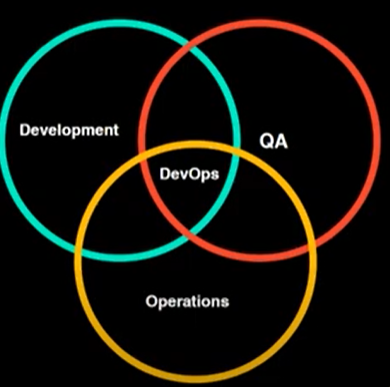 Development
QA
DevOps
Operations